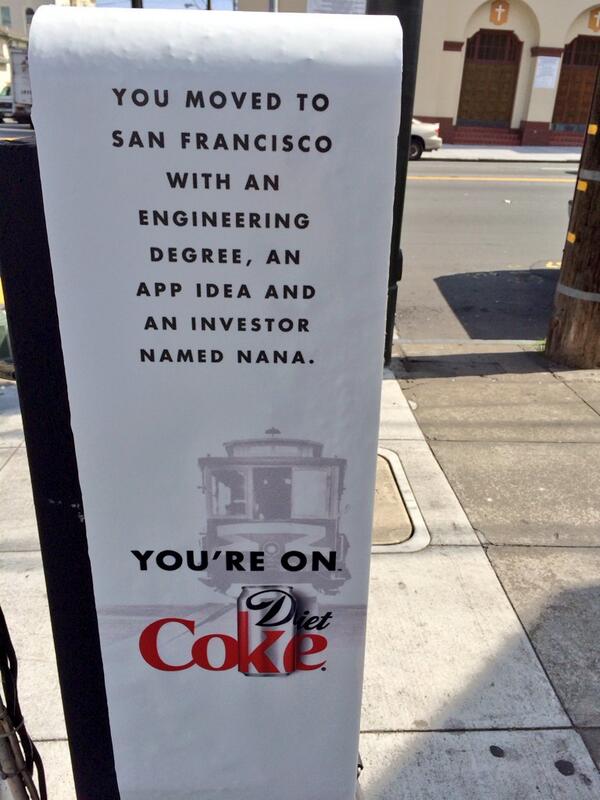 YOU MOVED TO
SAN FRANCISCO
WITH AN
ENGINEERING
DEGREE, AN
APP IDEA AND
AN INVESTOR
NAMED NANA.
YOU'RE ON.
Diet
Coke